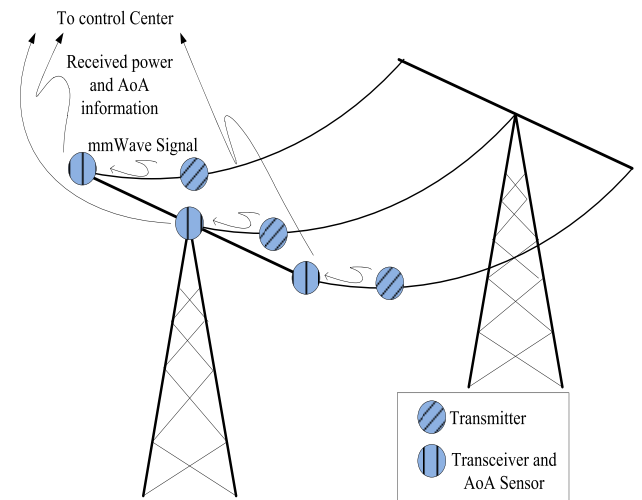 To control Center
Received power
and AoA
information
mmWave Signal
Transmitter
Transceiver and
AoA Sensor